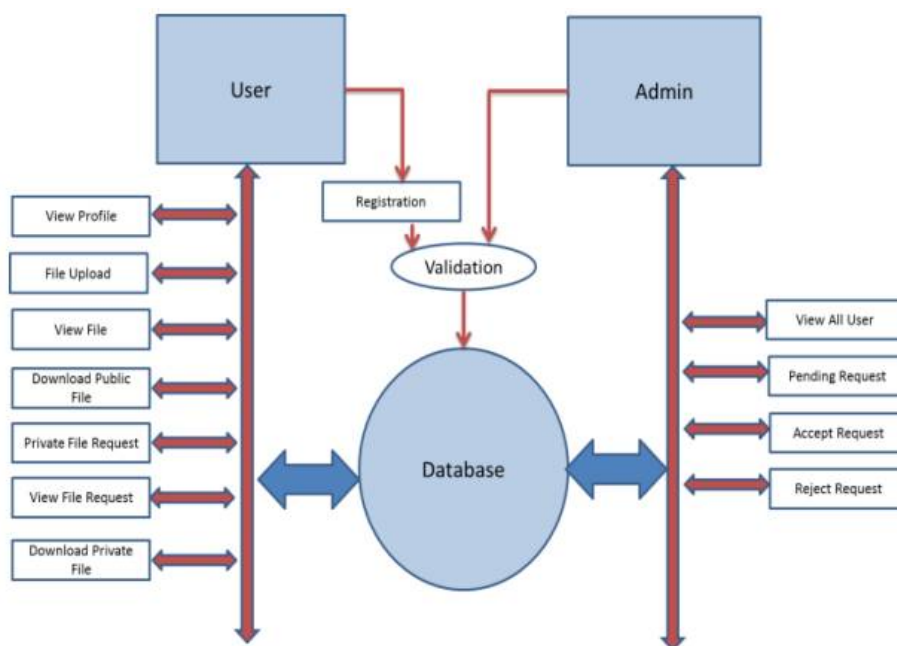 User
Admin
Registration
Validation
View Profile
File Upload
View File
Download Public
File
Private File Request
View File Request
Download Private
File
Database
View All User
Pending Request
Accept Request
Reject Request